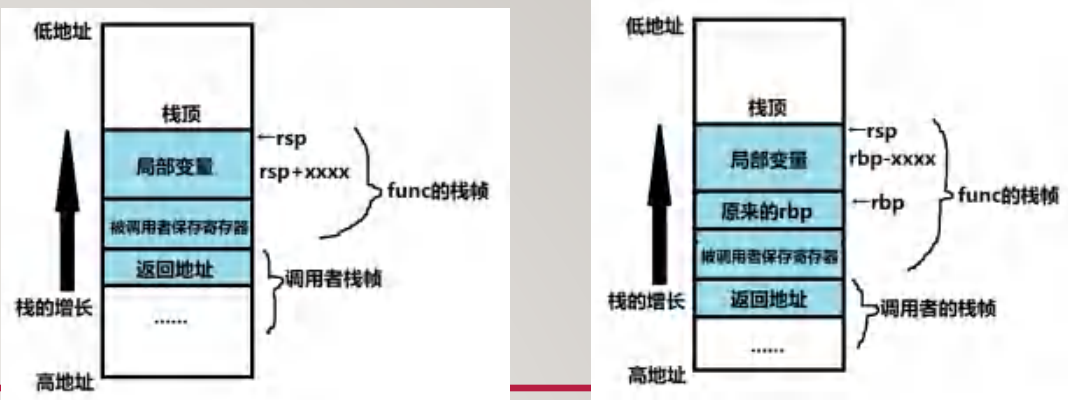 低地址
栈顶
←rsp
局部变量
rsp+xxxx
func的栈帧
被调用者保存寄存器
返回地址
调用者栈帧
栈的增长
......
高地址
低地址
栈顶
←rsp
局部变量
rbp-xxxx
func的栈帧
原来的rbp
←rbp
被调用者保存寄存器
返回地址
调用者的栈帧
栈的增长
......
高地址